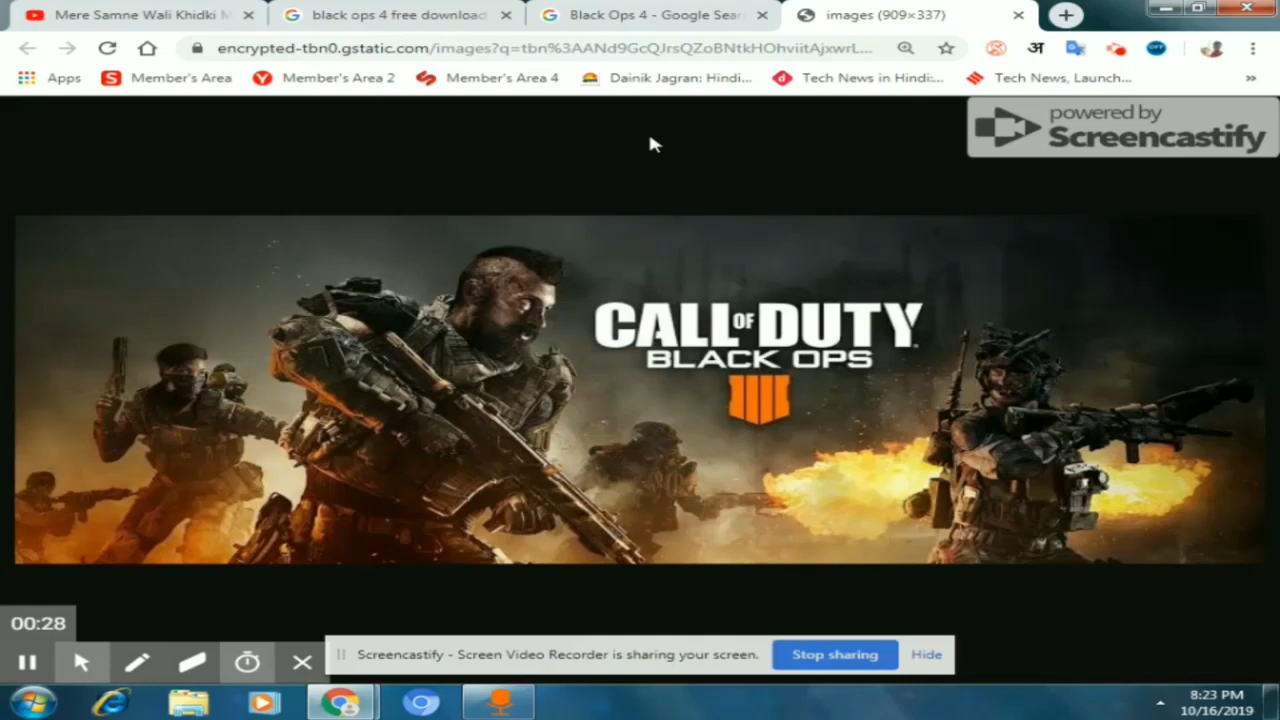 Mere Samne Wali Khidki M
black ops 4 free download
Black Ops 4 - Google Sear
images (909×337)
encrypted-tbn0.gstatic.com/images?q=tbn%3AANd9GcQJrsQZoBNtkHOhviitAjxwrL...
अ
OFF
Apps
Member's Area
Member's Area 2
Member's Area 4
Dainik Jagran: Hindi...
Tech News in Hindi:...
Tech News, Launch...
»
powered by
Screencastify
CALL OF DUTY
BLACK OPS
IIII
00:28
Screencastify - Screen Video Recorder is sharing your screen.
Stop sharing
Hide
8:23 PM
10/16/2019